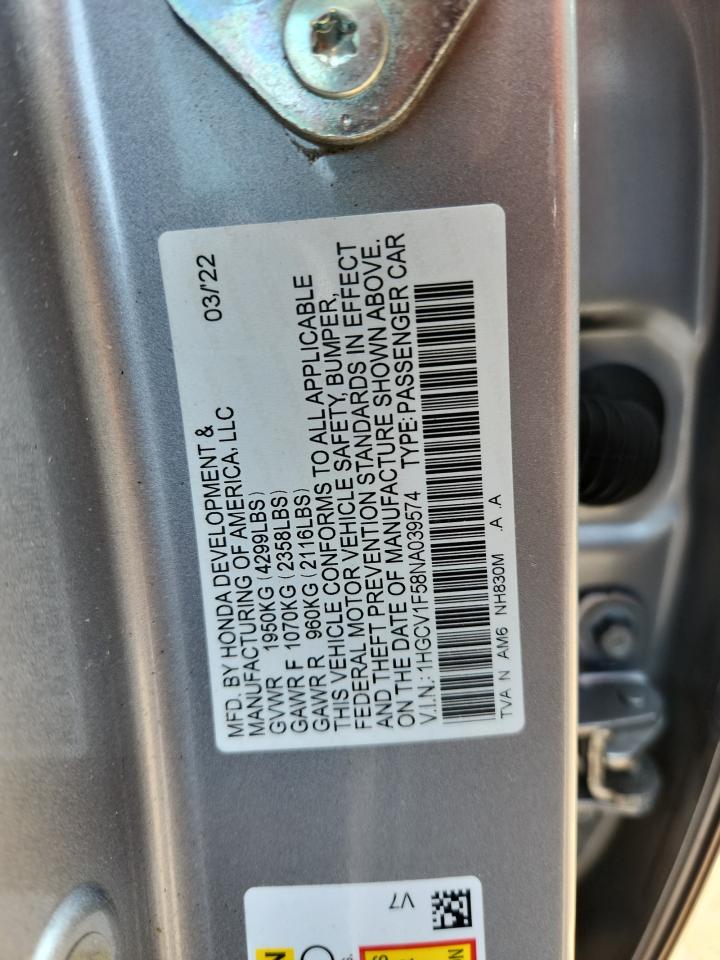 MFD. BY HONDA DEVELOPMENT & 03/'22
MANUFACTURING OF AMERICA, LLC
GVWR 1950KG (4299LBS)
GAWR F 1070KG (2358LBS)
GAWR R 960KG (2116LBS)
THIS VEHICLE CONFORMS TO ALL APPLICABLE
FEDERAL MOTOR VEHICLE SAFETY, BUMPER,
AND THEFT PREVENTION STANDARDS IN EFFECT
ON THE DATE OF MANUFACTURE SHOWN ABOVE.
V.I.N.: 1HGCV1F58NA039574 TYPE: PASSENGER CAR
TVA N AM6 NH830M .A .A
V7